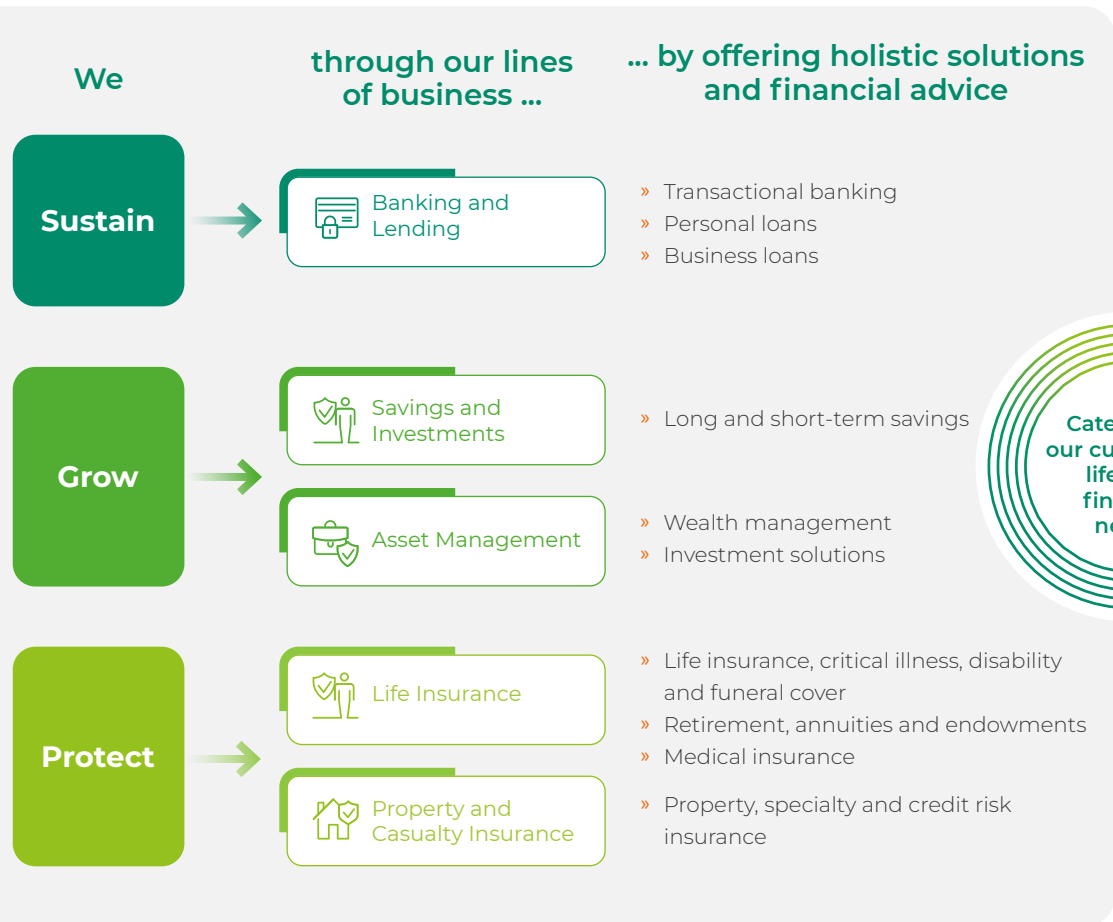 We
through our lines
of business ...
... by offering holistic solutions
and financial advice
Sustain
Banking and
Lending
» Transactional banking
» Personal loans
» Business loans
Grow
Savings and
Investments
» Long and short-term savings
Asset Management
» Wealth management
» Investment solutions
our
Protect
Life Insurance
» Life insurance, critical illness, disability
and funeral cover
» Retirement, annuities and endowments
» Medical insurance
Property and
Casualty Insurance
» Property, specialty and credit risk
insurance